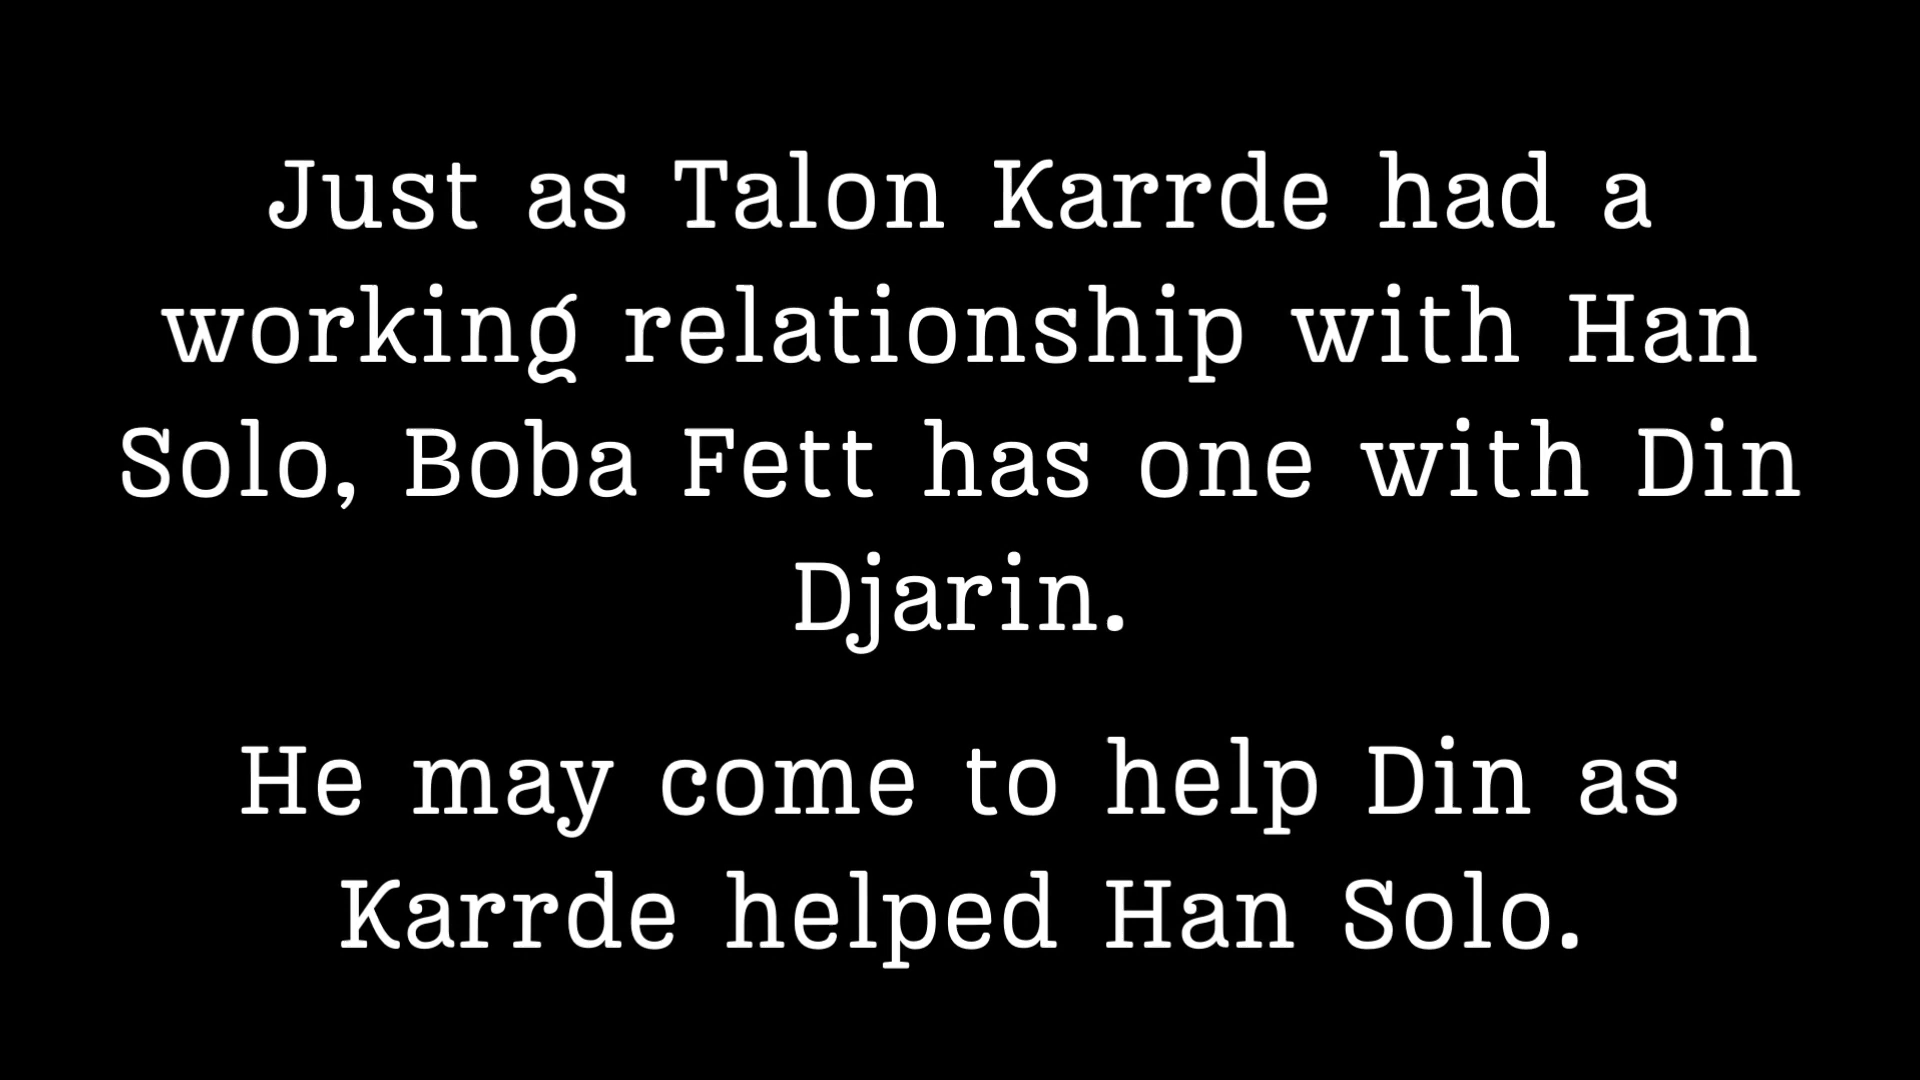 Just as Talon Karrde had a
working relationship with Han
Solo, Boba Fett has one with Din
Djarin.
He may come to help Din as
Karrde helped Han Solo.